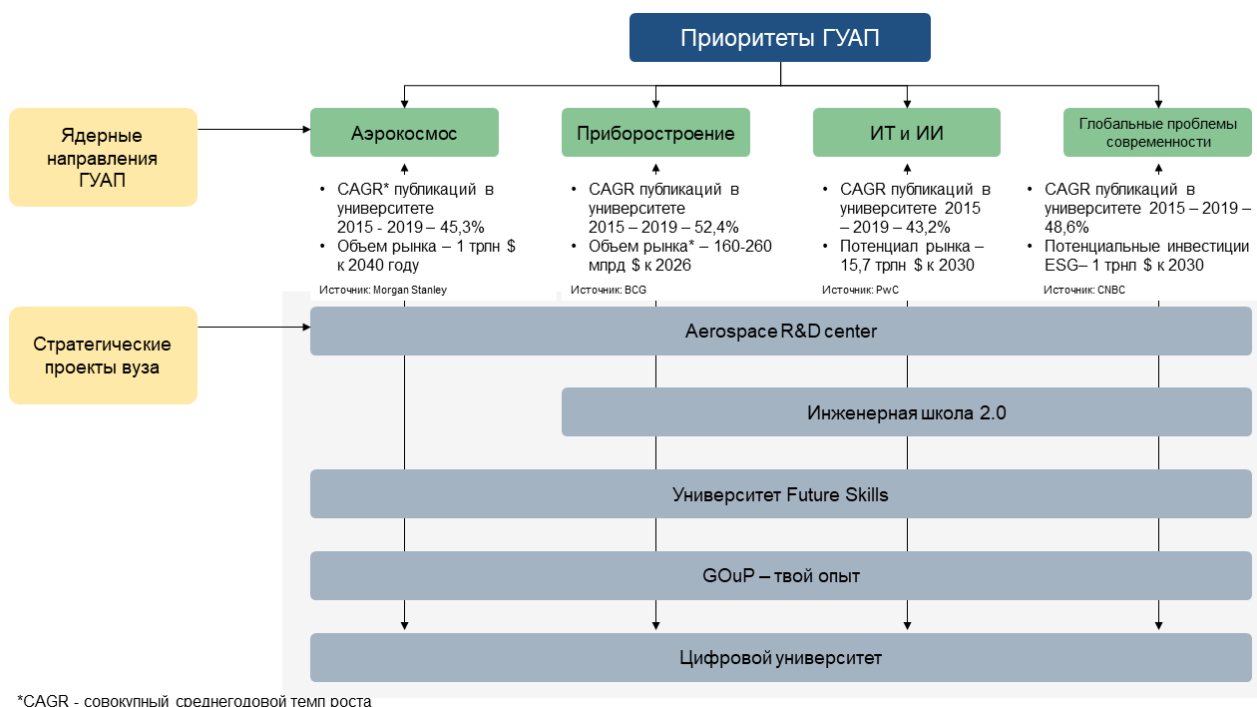 Приоритеты ГУАП
Ядерные
направления
ГУАП
Аэрокосмос
Приборостроение
ИТ и ИИ
Глобальные проблемы
современности
• CAGR* публикаций в
университете
2015 - 2019 – 45,3%
• Объем рынка – 1 трлн $
к 2040 году
Источник: Morgan Stanley
• CAGR публикаций в
университете
2015 – 2019 – 52,4%
• Объем рынка* – 160-260
млрд $ к 2026
Источник: BCG
• CAGR публикаций в
университете 2015
– 2019 – 43,2%
• Потенциал рынка –
15,7 трлн $ к 2030
Источник: PwC
• CAGR публикаций в
университете 2015 – 2019 –
48,6%
• Потенциальные инвестиции
ESG– 1 трнл $ к 2030
Источник: CNBC
Стратегические
проекты вуза
Aerospace R&D center
Инженерная школа 2.0
Университет Future Skills
GOuP – твой опыт
Цифровой университет
*CAGR - совокупный среднегодовой темп роста